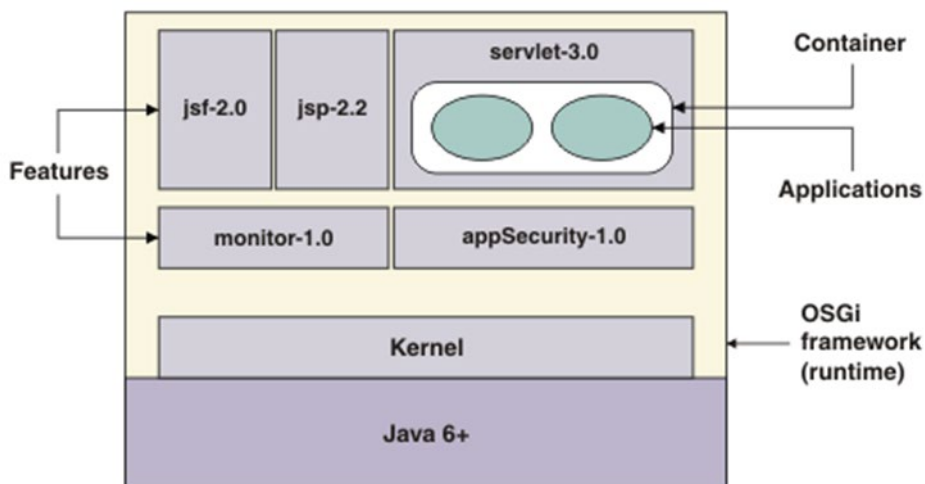 servlet-3.0
Container
jsf-2.0
jsp-2.2
Features
Applications
monitor-1.0
appSecurity-1.0
OSGi
framework
(runtime)
Kernel
Java 6+